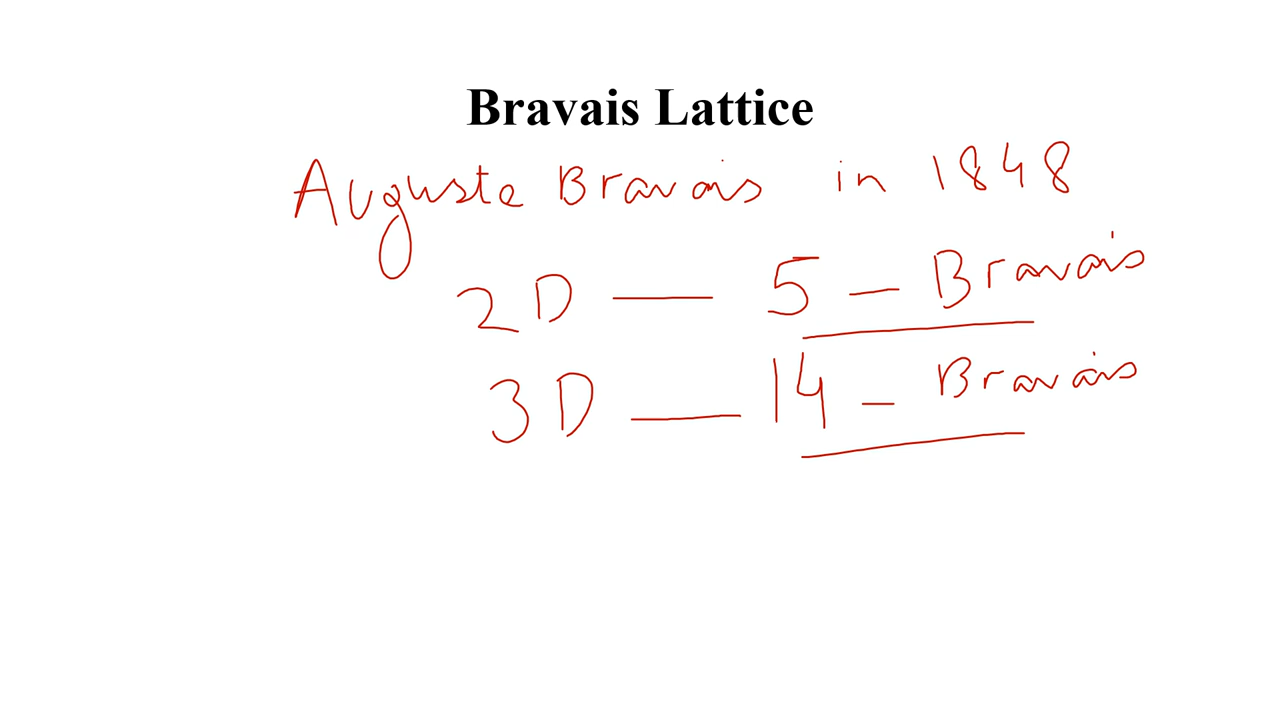 Bravais Lattice
Auguste Bravais in 1848
2D — 5 - Bravais
3D — 14 - Bravais